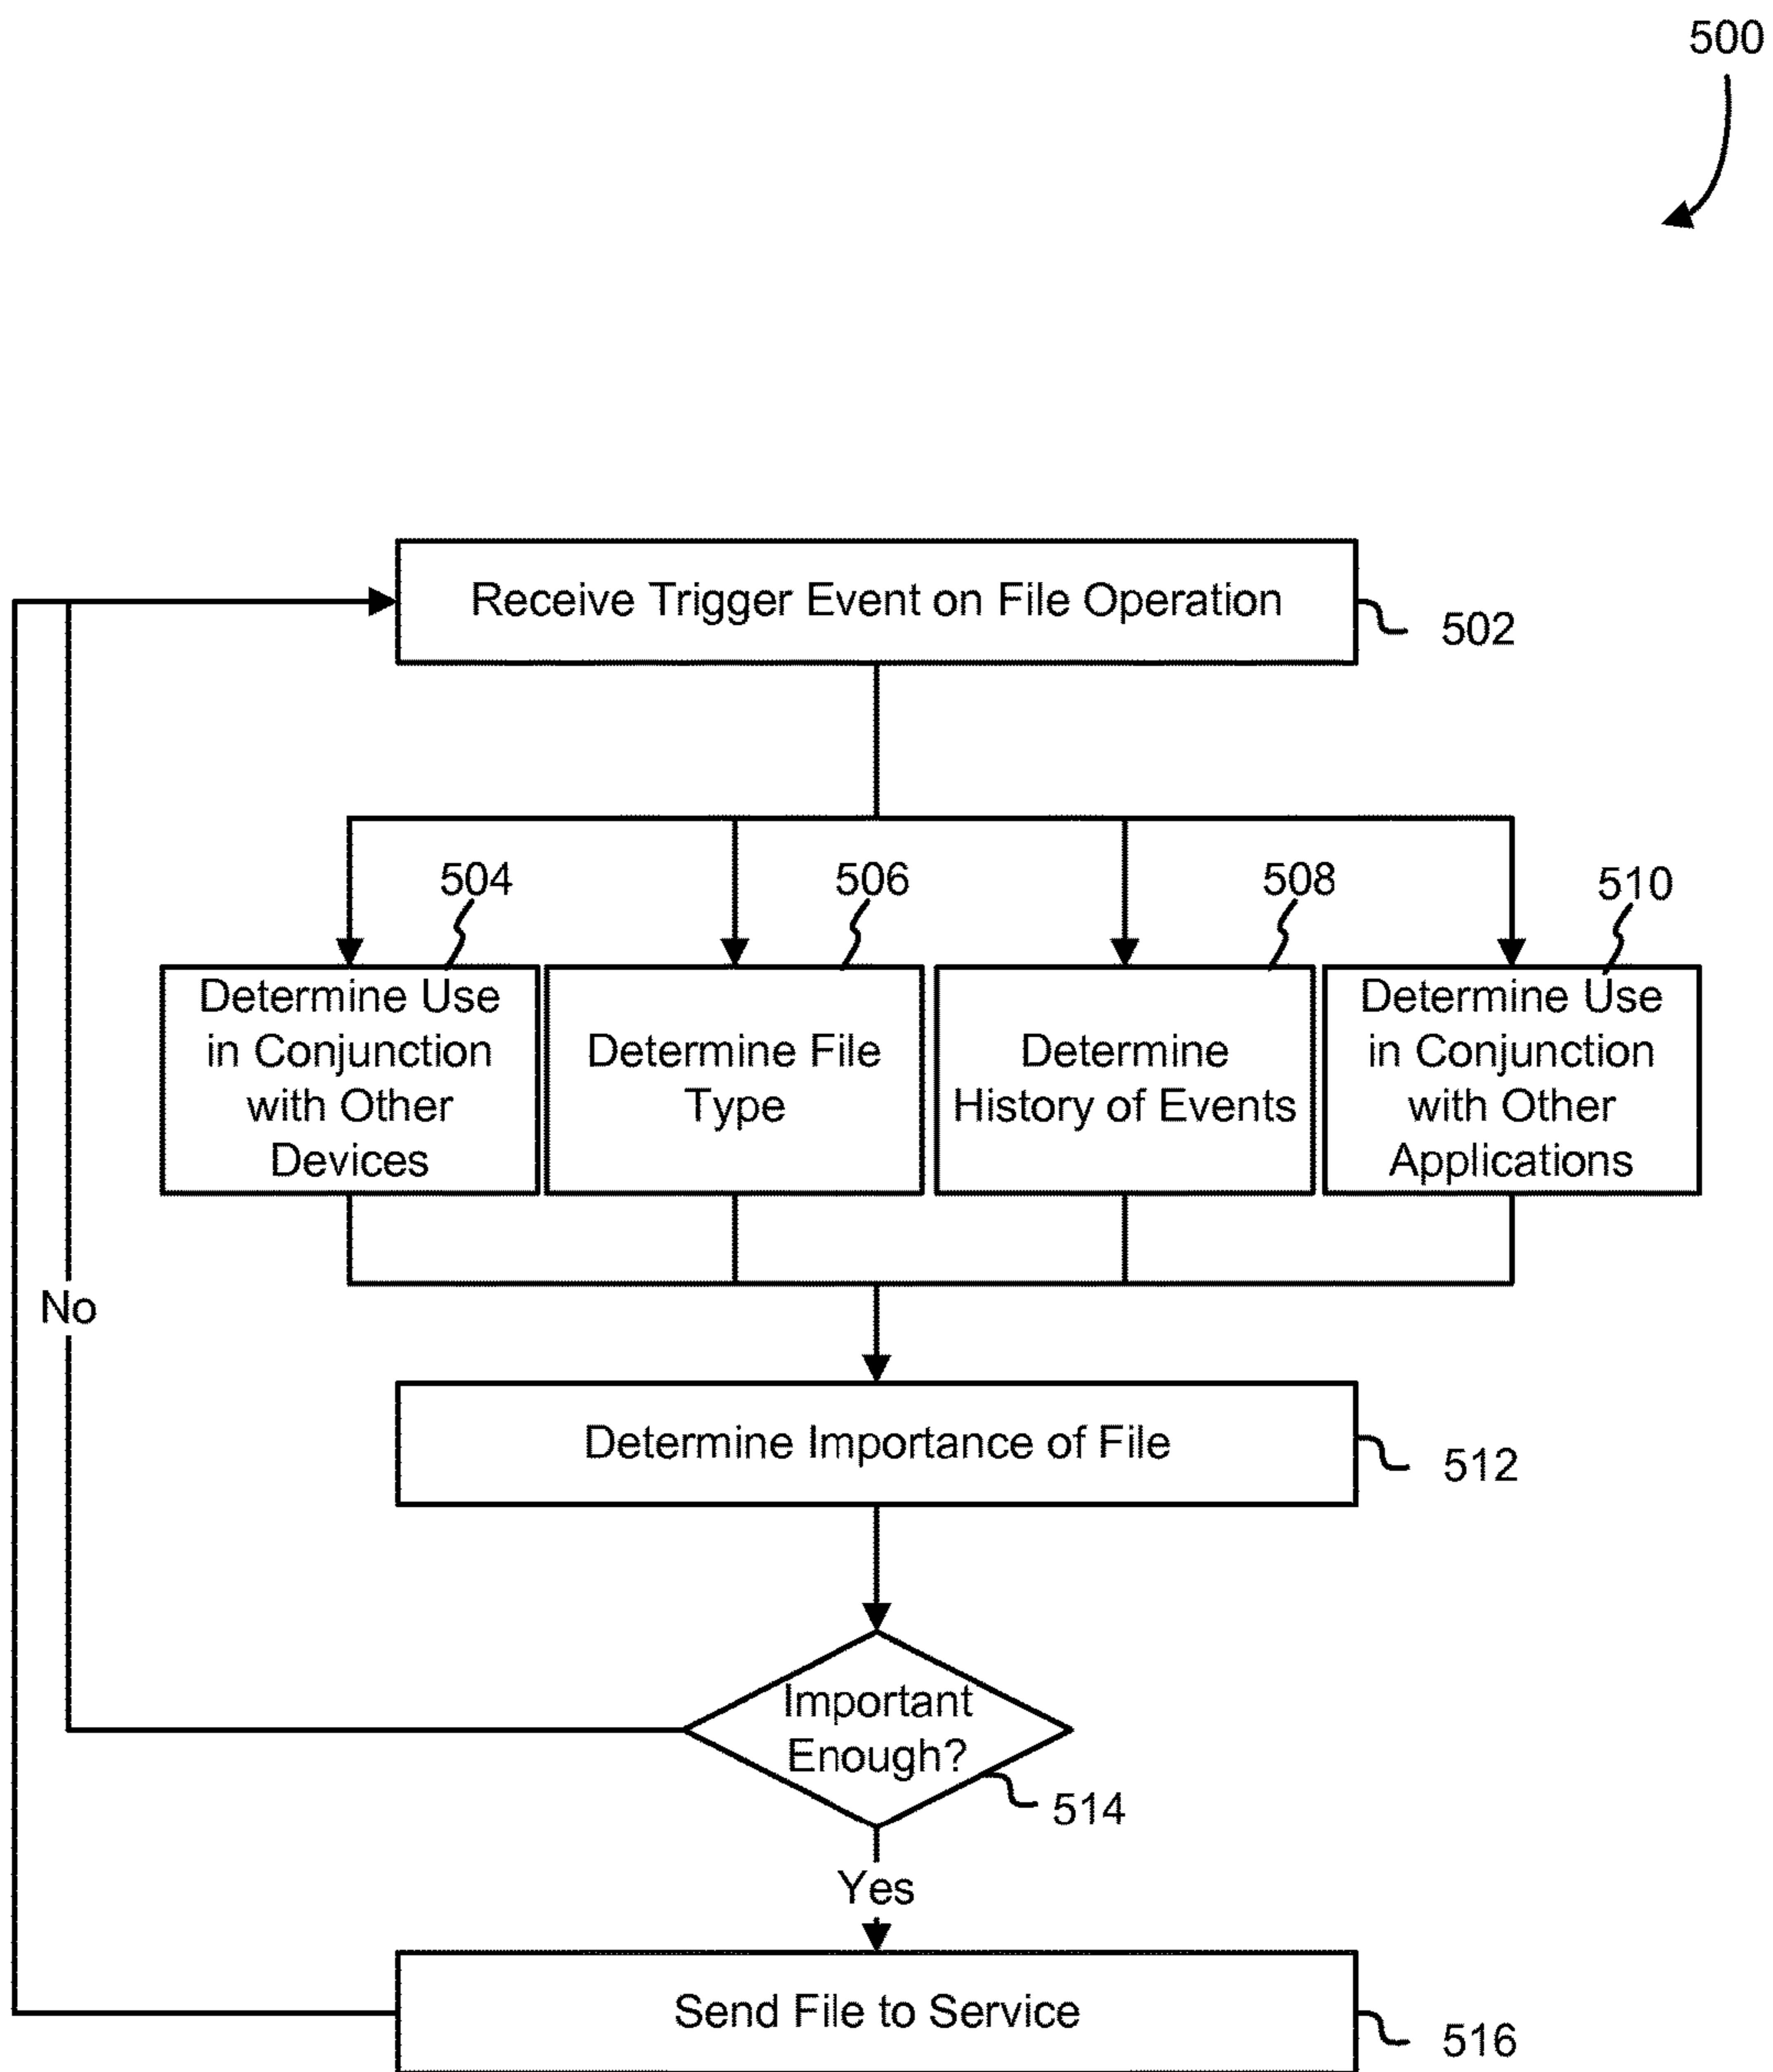 500
Receive Trigger Event on File Operation
502
504
506
508
510
Determine Use
in Conjunction
with Other
Devices
Determine File
Type
Determine
History of Events
Determine Use
in Conjunction
with Other
Applications
No
Determine Importance of File
512
Important
Enough?
514
Yes
Send File to Service
516